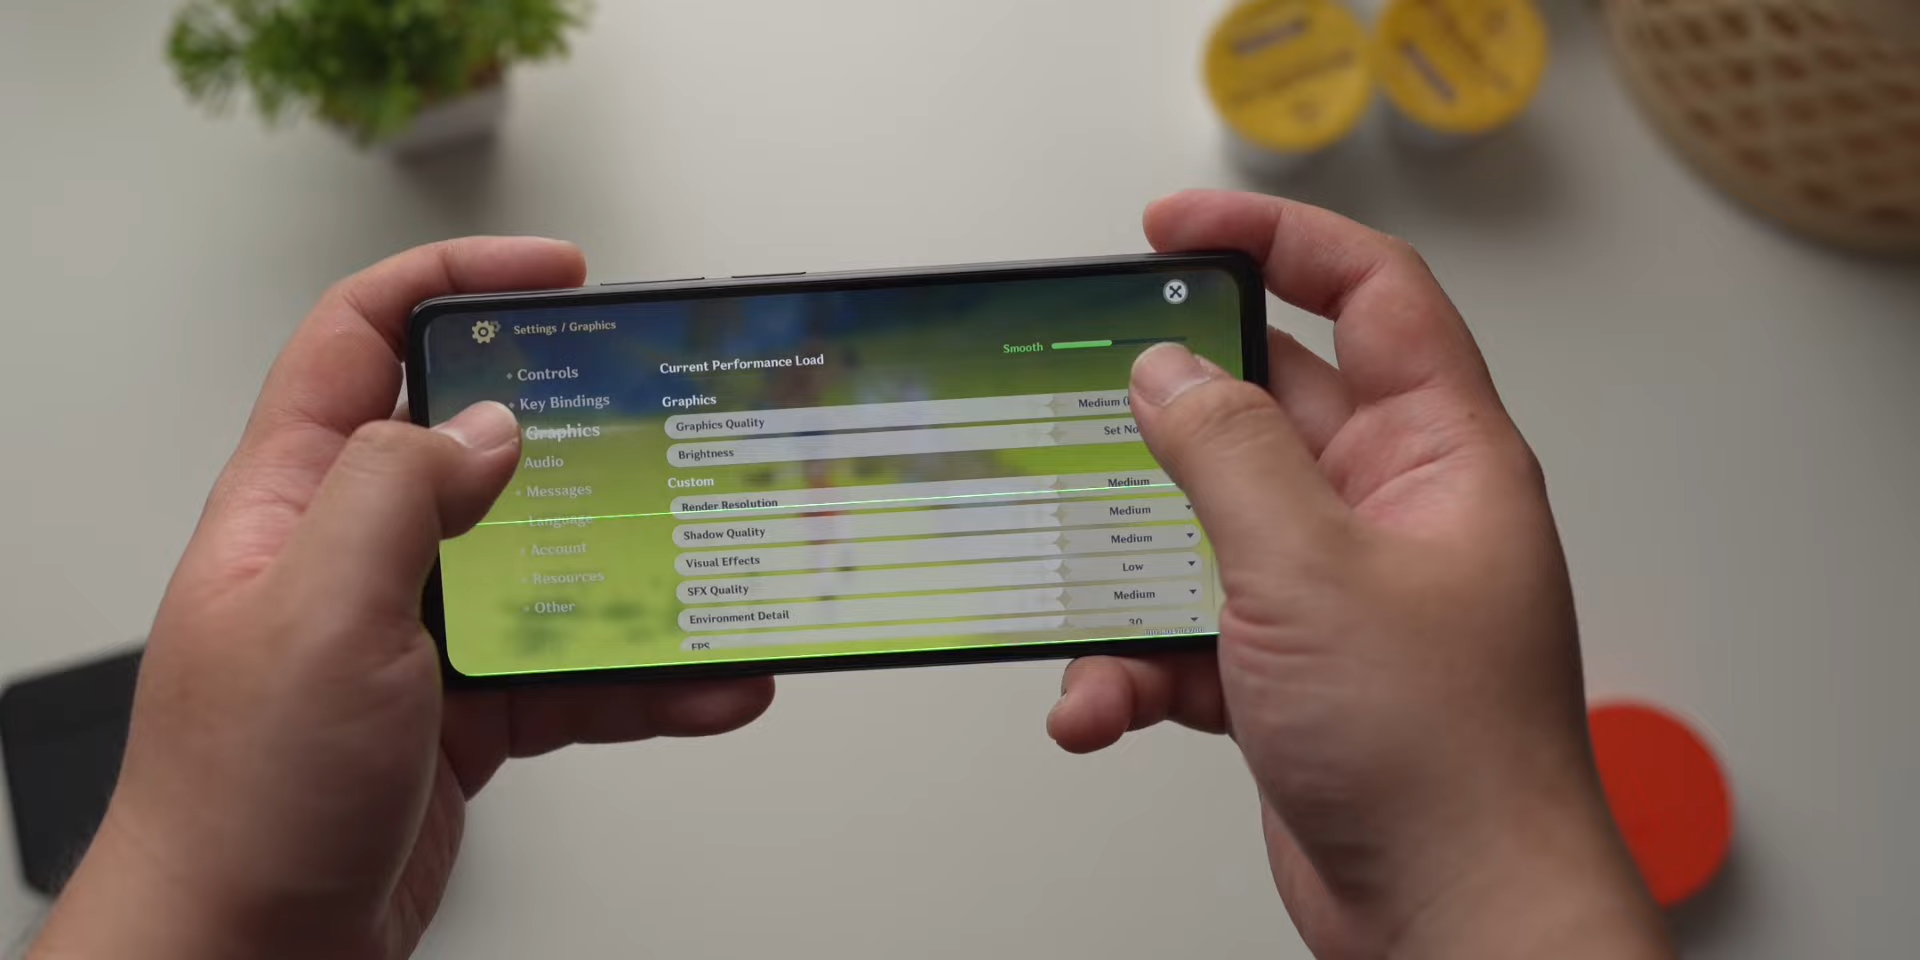 Settings / Graphics
Controls
Key Bindings
Graphics
Audio
Messages
Language
Account
Resources
Other
Current Performance Load
Smooth
Graphics
Graphics Quality Medium
Brightness Set
Custom
Render Resolution Medium
Shadow Quality Medium
Visual Effects Medium
SFX Quality Low
Environment Detail Medium
FPS 30